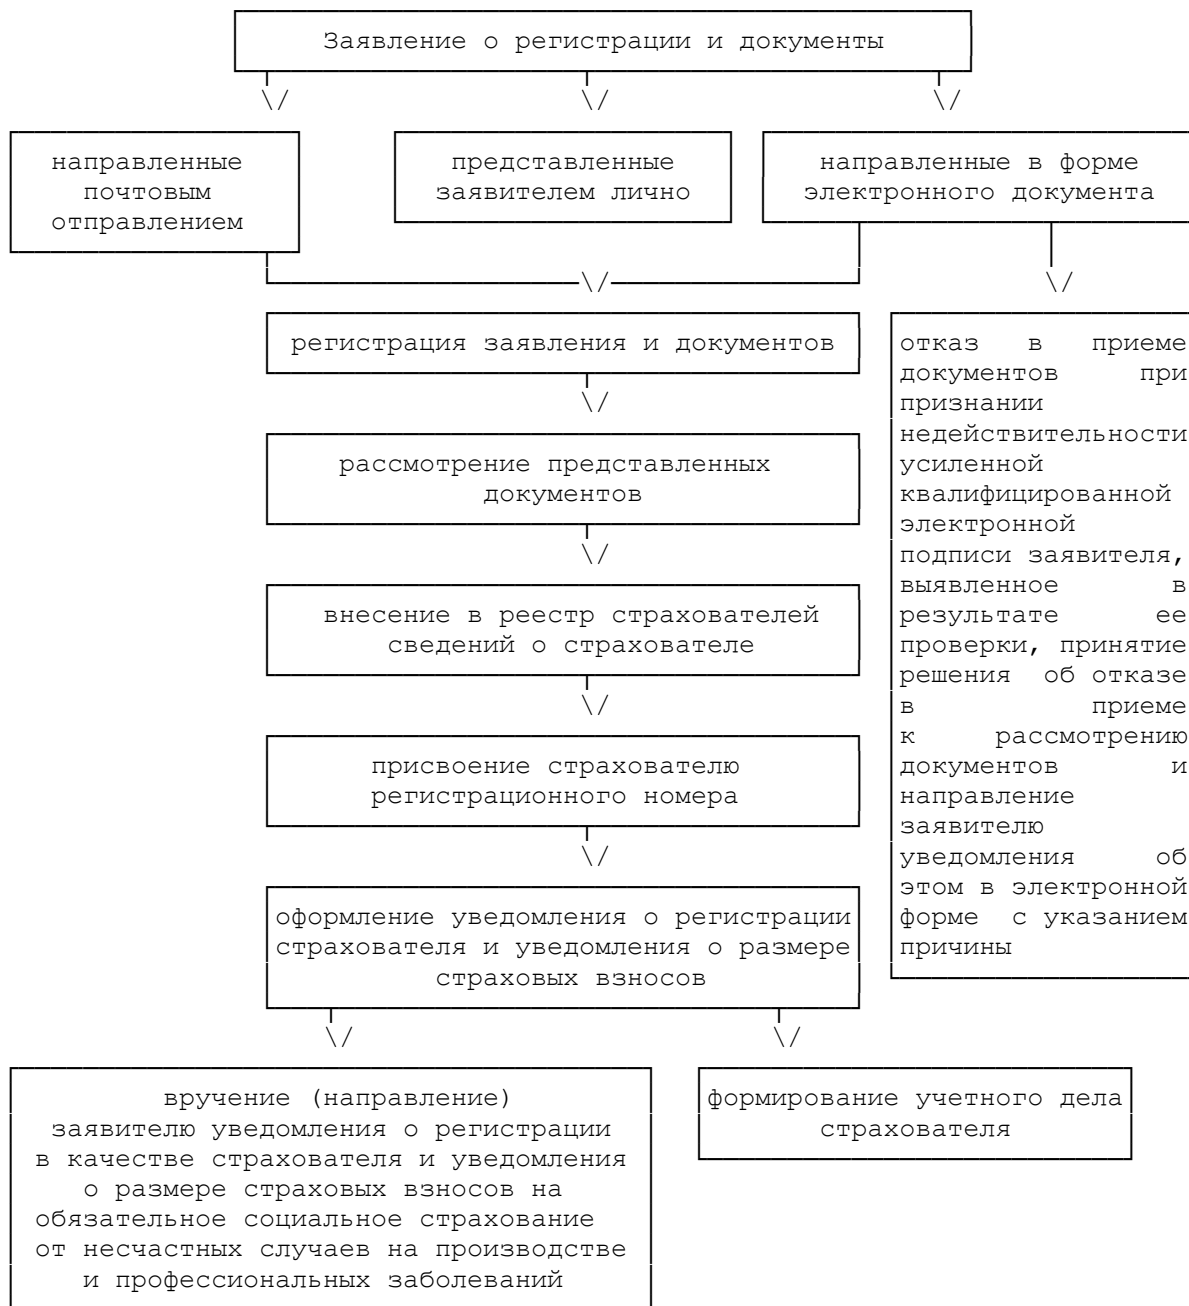 Заявление о регистрации и документы
направленные
почтовым
отправлением
представленные
заявителем лично
направленные в форме
электронного документа
регистрация заявления и документов
рассмотрение представленных
документов
внесение в реестр страхователей
сведений о страхователе
присвоение страхователю
регистрационного номера
оформление уведомления о регистрации
страхователя и уведомления о размере
страховых взносов
отказ в приеме
документов при
признании
недействительности
усиленной
квалифицированной
электронной
подписи заявителя,
выявленное в
результате ее
проверки, принятие
решения об отказе
в приеме
к рассмотрению
документов и
направление
заявителю
уведомления об
этом в электронной
форме с указанием
причины
вручение (направление)
заявителю уведомления о регистрации
в качестве страхователя и уведомления
о размере страховых взносов на
обязательное социальное страхование
от несчастных случаев на производстве
и профессиональных заболеваний
формирование учетного дела
страхователя